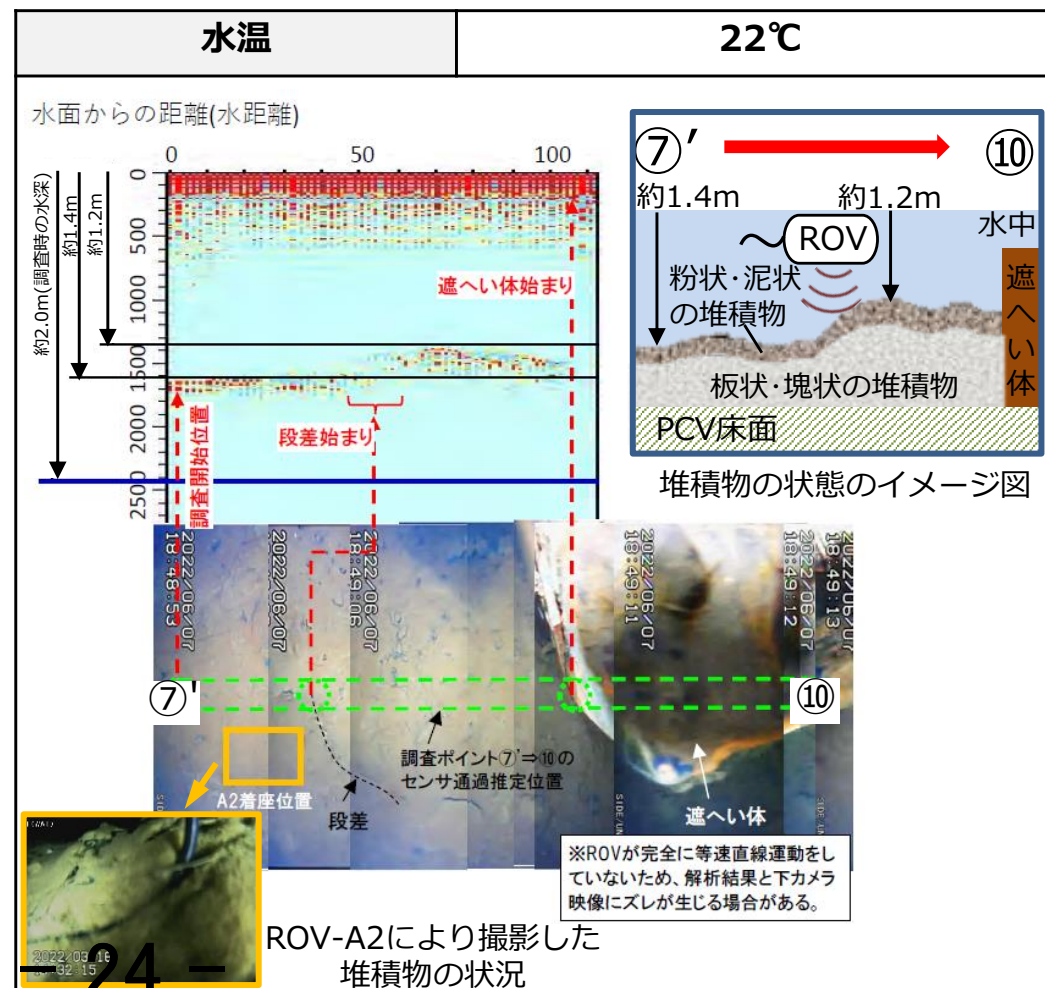 水温
22℃
水面からの距離(水距離)
0 50 100
0
500
1000
1500
2000
2500
約2.0m(調査時の水深)
約1.4m
約1.2m
遮へい体始まり
段差始まり
調査開始位置
⑦′
⑩
約1.4m
約1.2m
水中
ROV
粉状・泥状
の堆積物
遮へい体
板状・塊状の堆積物
PCV床面
堆積物の状態のイメージ図
2022/06/07
18:48:53
2022/06/07
2022/06/07
18:49:06
2022/06/07
18:49:11
2022/06/07
18:49:12
2022/06/07
18:49:13
⑦'
⑩
調査ポイント⑦'⇒⑩の
センサ通過推定位置
A2着座位置
段差
遮へい体
※ROVが完全に等速直線運動をし
ていないため、解析結果と下カメラ
映像にズレが生じる場合がある。
ROV-A2により撮影した
堆積物の状況
2022/03/16
32 15
− 24 −